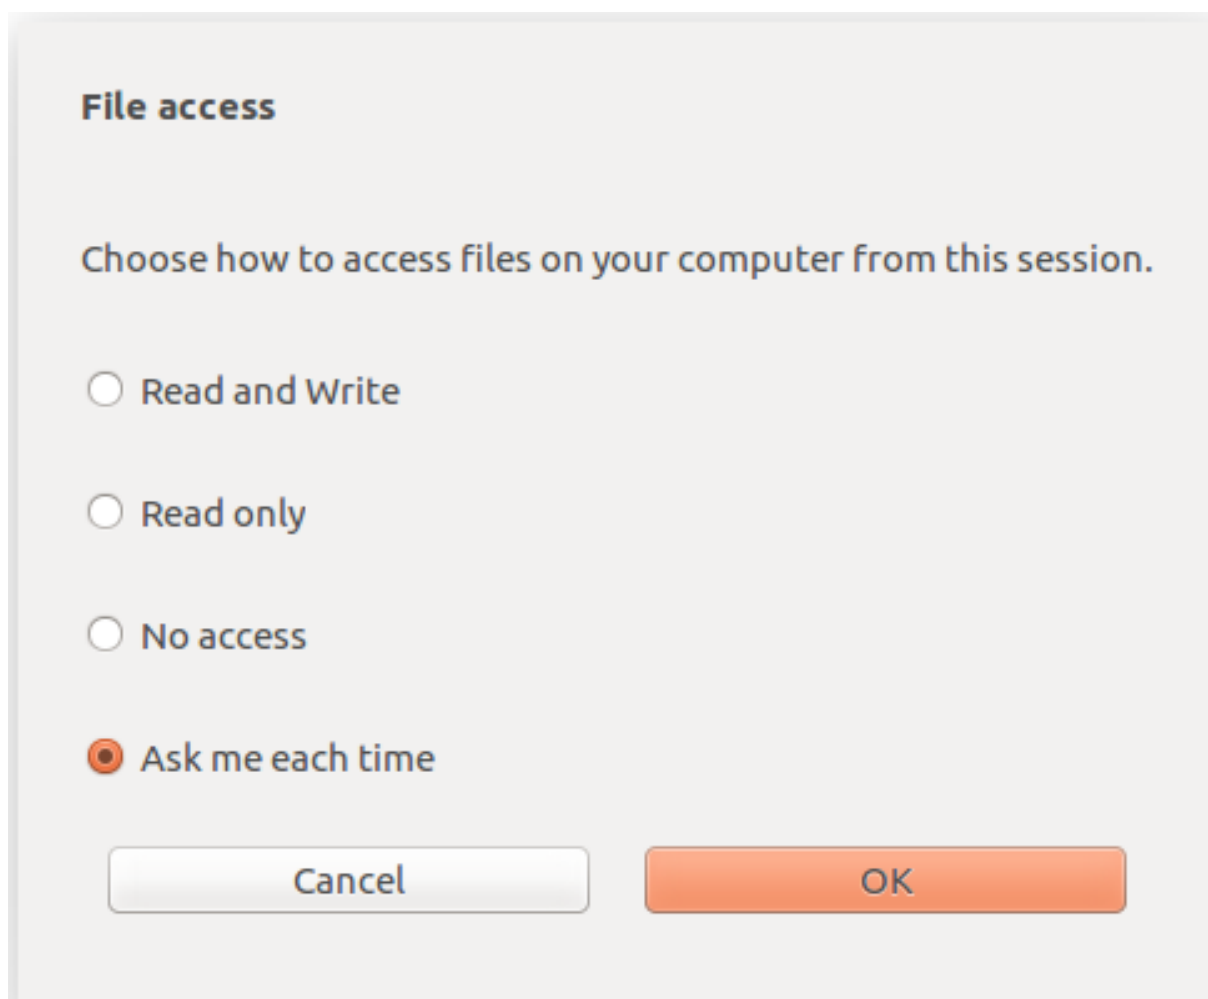 File access
Choose how to access files on your computer from this session.
Read and Write
Read only
No access
Ask me each time
Cancel
OK